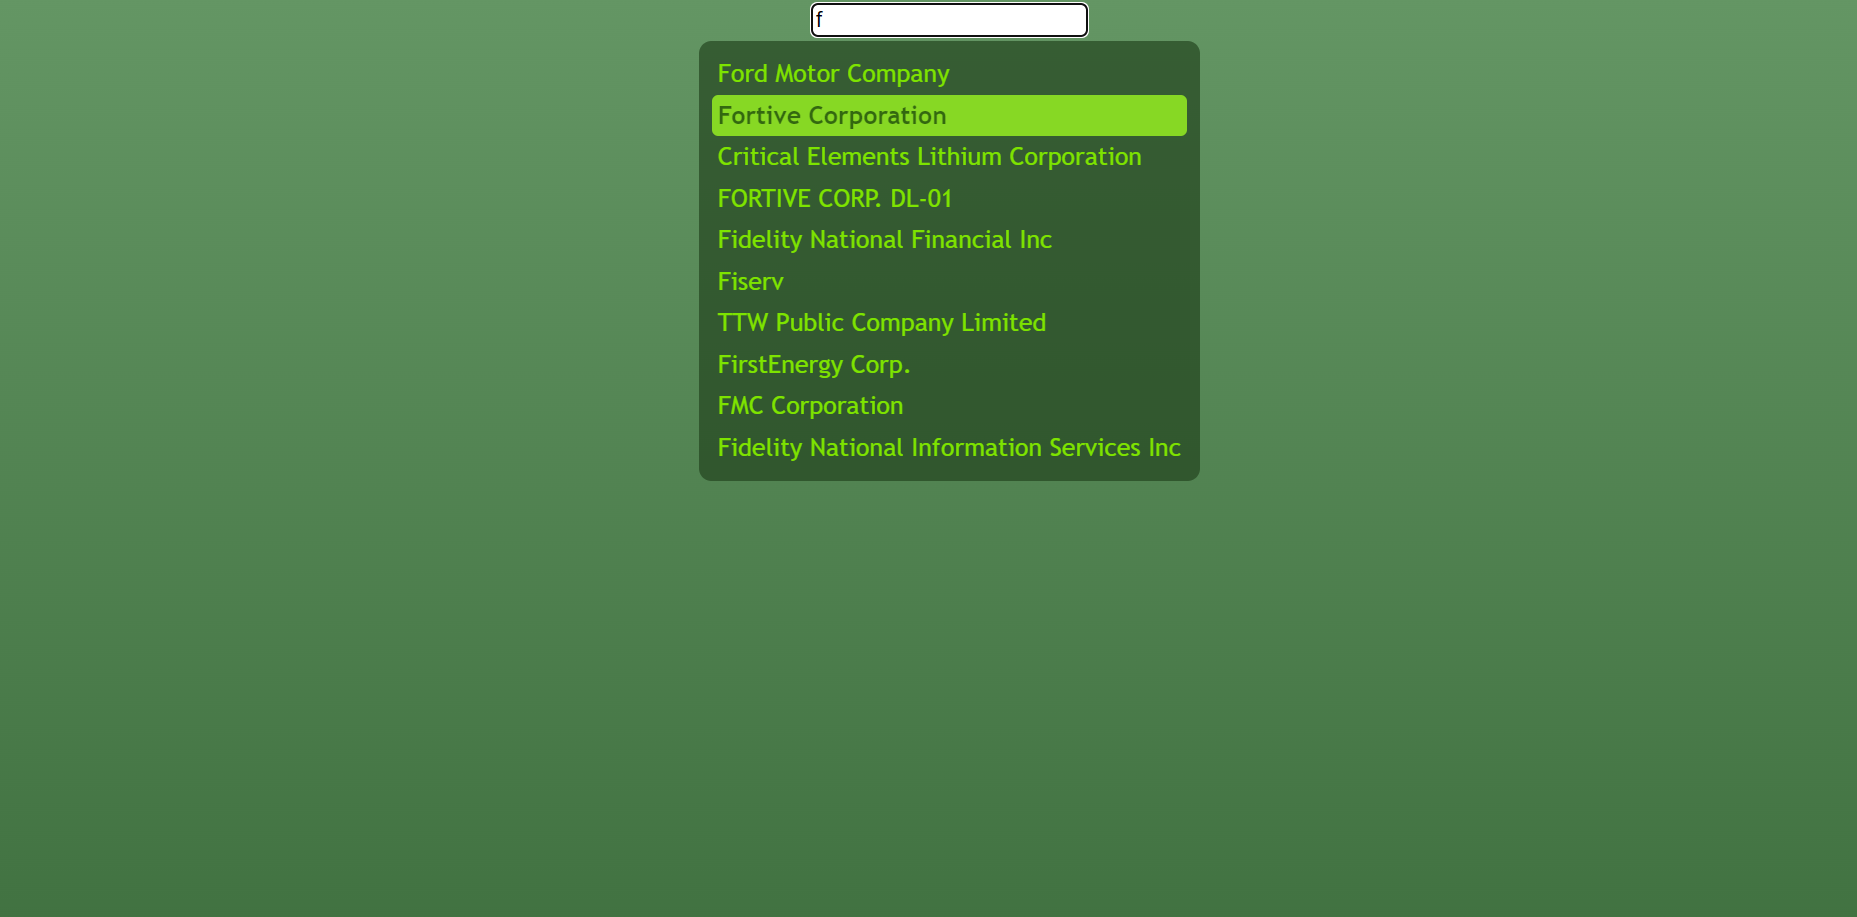 f
Ford Motor Company
Fortive Corporation
Critical Elements Lithium Corporation
FORTIVE CORP. DL-01
Fidelity National Financial Inc
Fiserv
TTW Public Company Limited
FirstEnergy Corp.
FMC Corporation
Fidelity National Information Services Inc